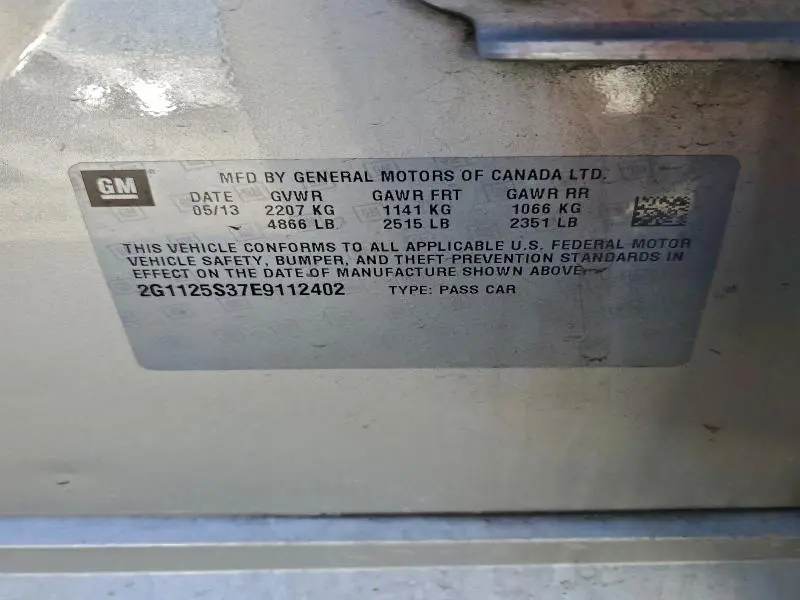 GM
MFD BY GENERAL MOTORS OF CANADA LTD.
DATE GVWR GAWR FRT GAWR RR
05/13 2207 KG 1141 KG 1066 KG
4866 LB 2515 LB 2351 LB
THIS VEHICLE CONFORMS TO ALL APPLICABLE U.S. FEDERAL MOTOR
VEHICLE SAFETY, BUMPER, AND THEFT PREVENTION STANDARDS IN
EFFECT ON THE DATE OF MANUFACTURE SHOWN ABOVE.
2G1125S37E9112402 TYPE: PASS CAR